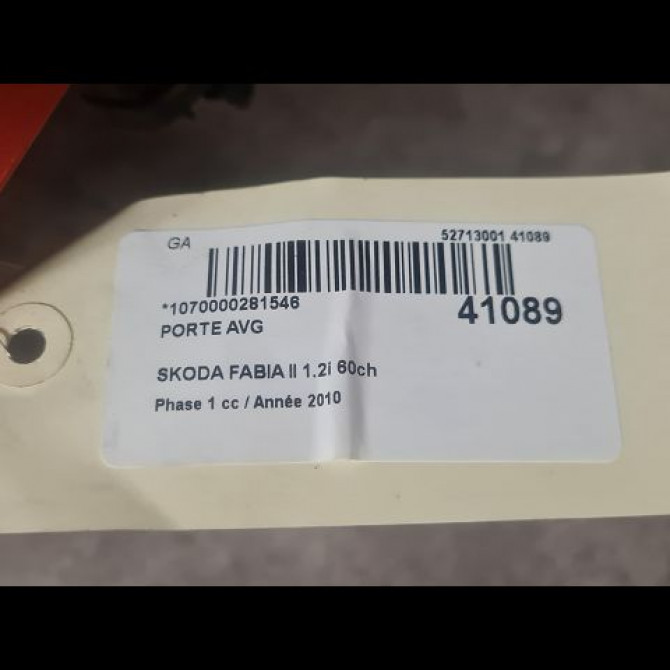 GA
52713001 41089
*1070000281546
41089
PORTE AVG
SKODA FABIA II 1.2i 60ch
Phase 1 cc / Année 2010